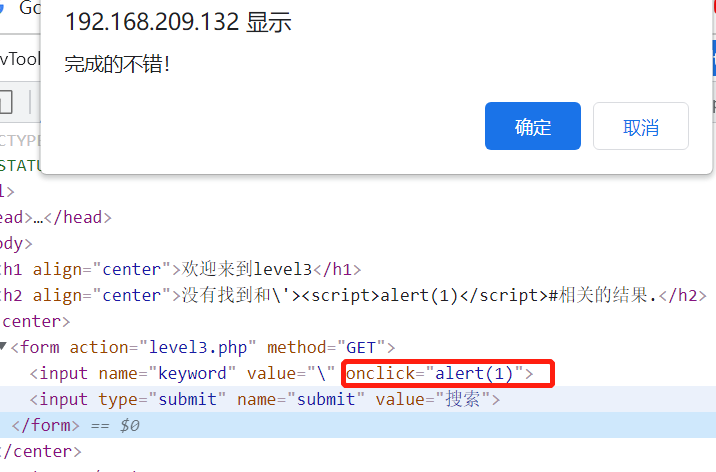 Go
192.168.209.132 显示
vTool
完成的不错！
确定
取消
CTYPE
STATU
l>
ead>…</head>
ody>
h1 align="center">欢迎来到level3</h1>
h2 align="center">没有找到和\'><script>alert(1)</script>#相关的结果.</h2>
center>
▼<form action="level3.php" method="GET">
<input name="keyword" value="\" onclick="alert(1)">
<input type="submit" name="submit" value="搜索">
</form> == $0
/center>